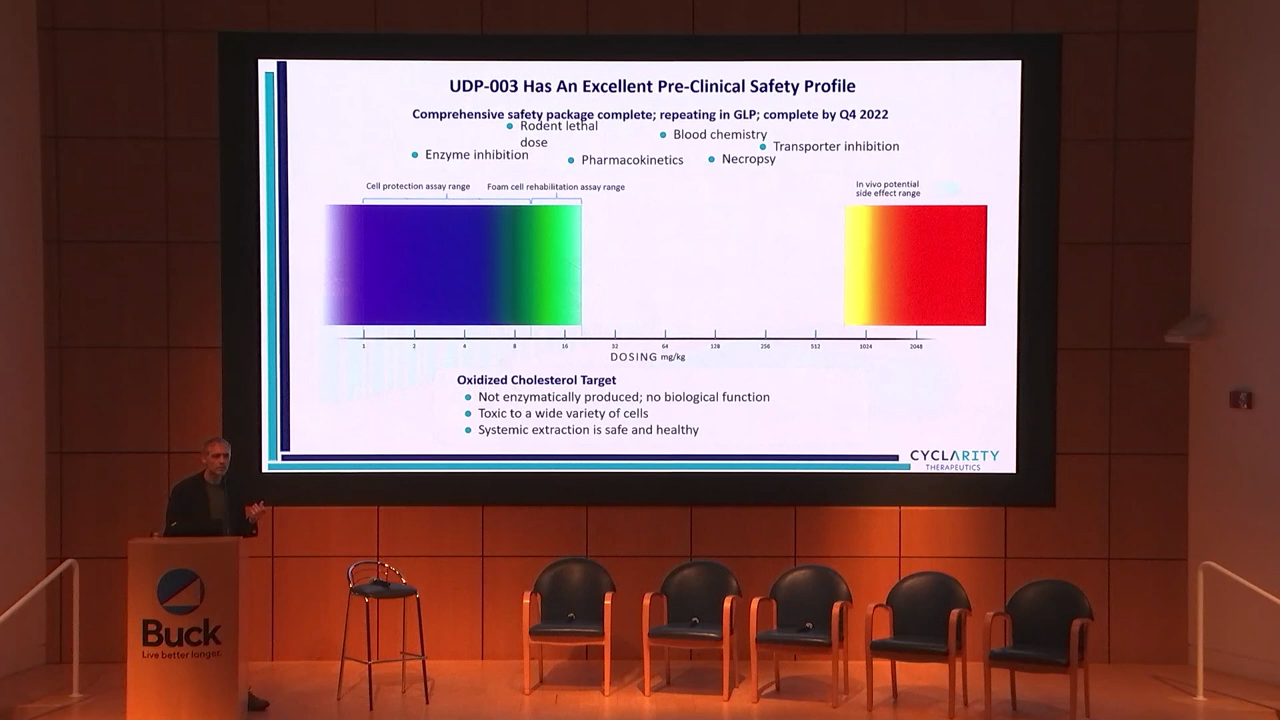 UDP-003 Has An Excellent Pre-Clinical Safety Profile
Comprehensive safety package complete; repeating in GLP; complete by Q4 2022
Rodent lethal
dose
Blood chemistry
Transporter inhibition
Enzyme inhibition
Pharmacokinetics
Necropsy
Cell protection assay range
Foam cell rehabilitation assay range
In vivo potential
side effect range
1 2 4 8 16 32 64 128 256 512 1024 2048
DOSING mg/kg
Oxidized Cholesterol Target
Not enzymatically produced; no biological function
Toxic to a wide variety of cells
Systemic extraction is safe and healthy
CYCLARITY
THERAPEUTICS
Buck
Live better longer.